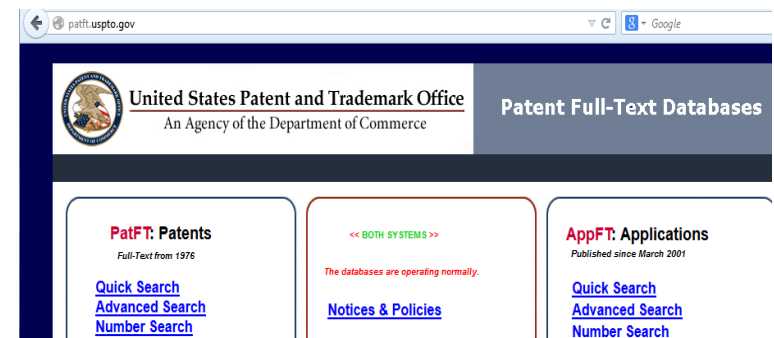 patft.uspto.gov
Google
United States Patent and Trademark Office
An Agency of the Department of Commerce
Patent Full-Text Databases
PatFT: Patents
Full-Text from 1976
Quick Search
Advanced Search
Number Search
<< BOTH SYSTEMS >>
The databases are operating normally.
Notices & Policies
AppFT: Applications
Published since March 2001
Quick Search
Advanced Search
Number Search